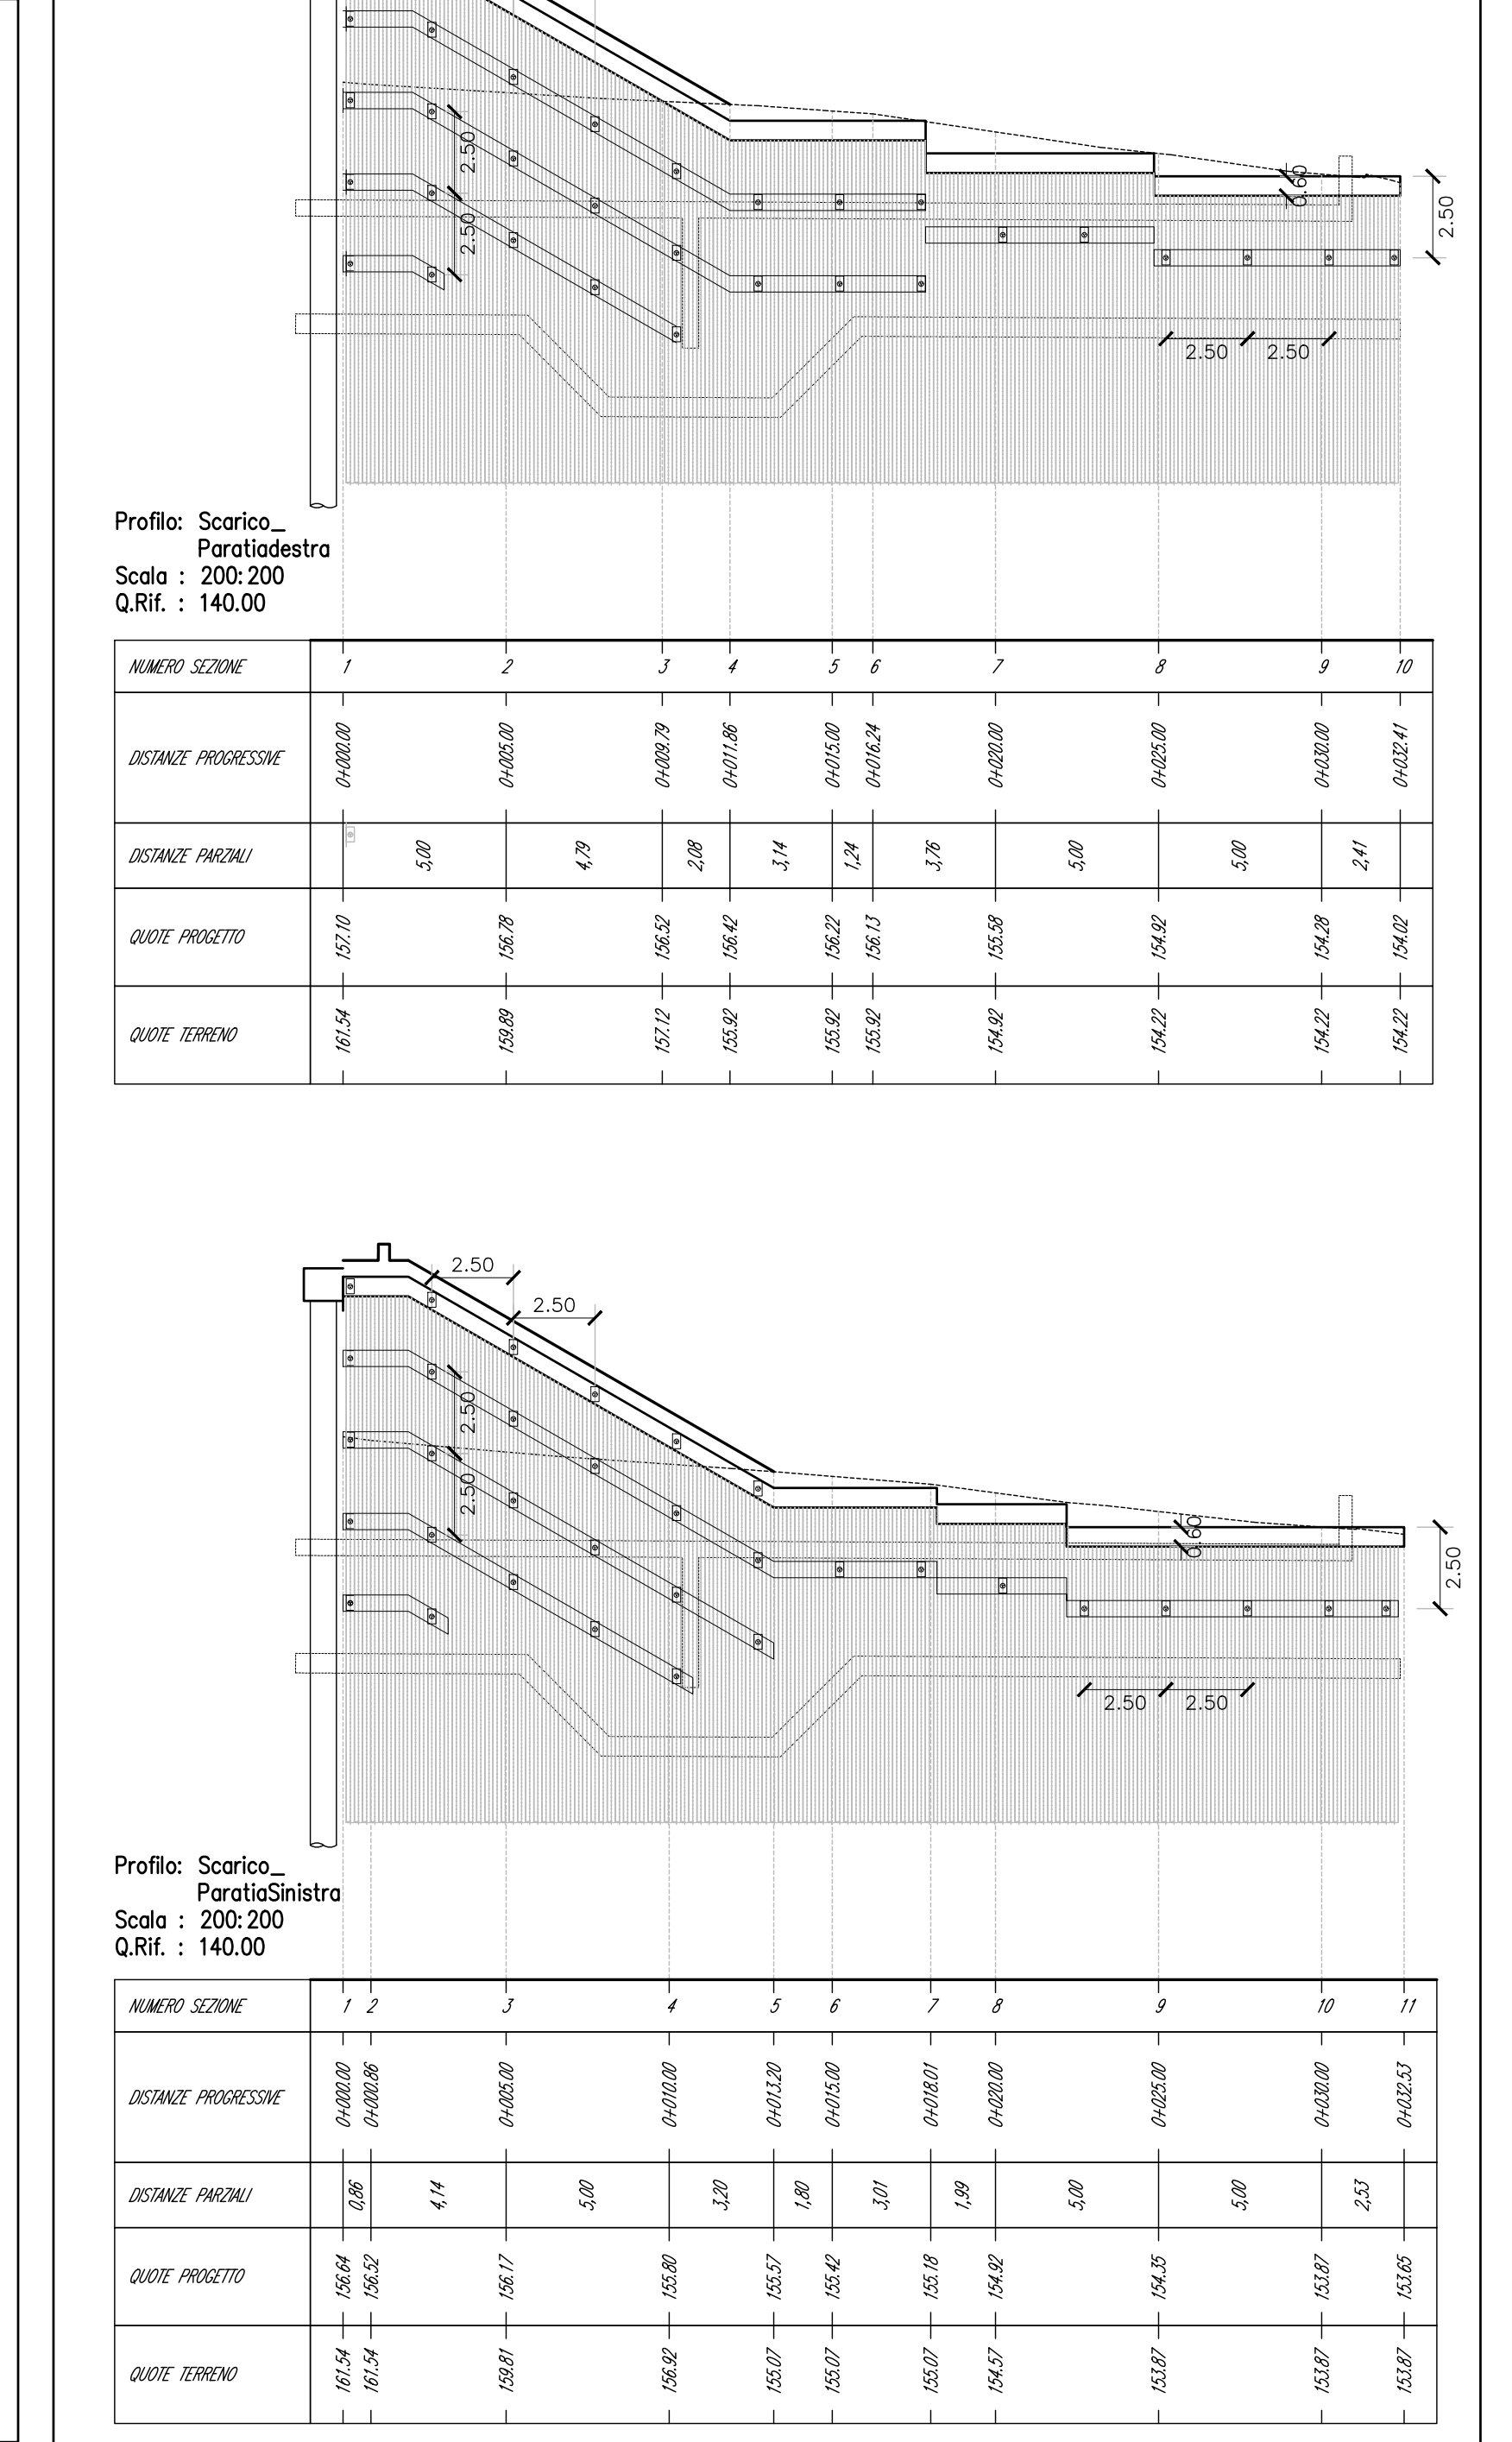 2.50
2.50
0.60
2.50
2.50 2.50
Profilo: Scarico_
Paratiadestra
Scala : 200:200
Q.Rif. : 140.00
NUMERO SEZIONE 1 2 3 4 5 6 7 8 9 10
DISTANZE PROGRESSIVE 0+000.00 0+005.00 0+009.79 0+011.86 0+015.00 0+016.24 0+020.00 0+025.00 0+030.00 0+032.41
DISTANZE PARZIALI 5,00 4,79 2,08 3,14 1,24 3,76 5,00 5,00 2,41
QUOTE PROGETTO 157.10 156.78 156.52 156.42 156.22 156.13 155.58 154.92 154.28 154.02
QUOTE TERRENO 161.54 159.89 157.12 155.92 155.92 155.92 154.92 154.22 154.22 154.22
2.50
2.50
2.50
2.50
0.60
2.50
2.50 2.50
Profilo: Scarico_
ParatiaSinistra
Scala : 200:200
Q.Rif. : 140.00
NUMERO SEZIONE 1 2 3 4 5 6 7 8 9 10 11
DISTANZE PROGRESSIVE 0+000.00 0+000.86 0+005.00 0+010.00 0+013.20 0+015.00 0+018.01 0+020.00 0+025.00 0+030.00 0+032.53
DISTANZE PARZIALI 0,86 4,14 5,00 3,20 1,80 3,01 1,99 5,00 5,00 2,53
QUOTE PROGETTO 156.64 156.52 156.17 155.80 155.57 155.42 155.18 154.92 154.35 153.87 153.65
QUOTE TERRENO 161.54 161.54 159.81 156.92 155.07 155.07 155.07 154.57 153.87 153.87 153.87